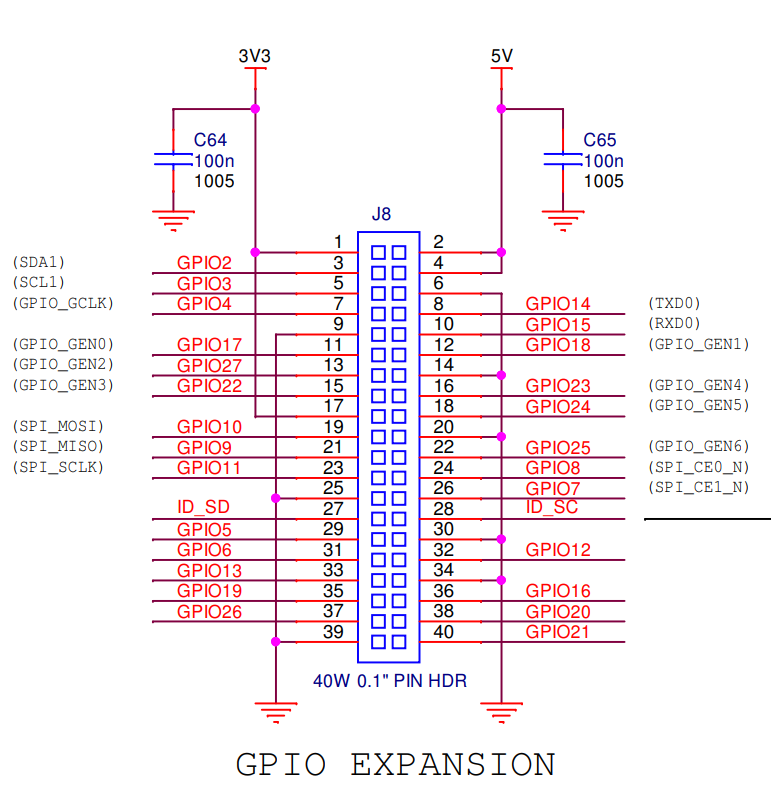 3V3 5V
C64 C65
100n 100n
1005 1005
J8
1 2
(SDA1) GPIO2 3 4
(SCL1) GPIO3 5 6
(GPIO_GCLK) GPIO4 7 8 GPIO14 (TXD0)
9 10 GPIO15 (RXD0)
(GPIO_GEN0) GPIO17 11 12 GPIO18 (GPIO_GEN1)
(GPIO_GEN2) GPIO27 13 14
(GPIO_GEN3) GPIO22 15 16 GPIO23 (GPIO_GEN4)
17 18 GPIO24 (GPIO_GEN5)
(SPI_MOSI) GPIO10 19 20
(SPI_MISO) GPIO9 21 22 GPIO25 (GPIO_GEN6)
(SPI_SCLK) GPIO11 23 24 GPIO8 (SPI_CE0_N)
25 26 GPIO7 (SPI_CE1_N)
ID_SD 27 28 ID_SC
GPIO5 29 30
GPIO6 31 32 GPIO12
GPIO13 33 34
GPIO19 35 36 GPIO16
GPIO26 37 38 GPIO20
39 40 GPIO21
40W 0.1" PIN HDR
GPIO EXPANSION